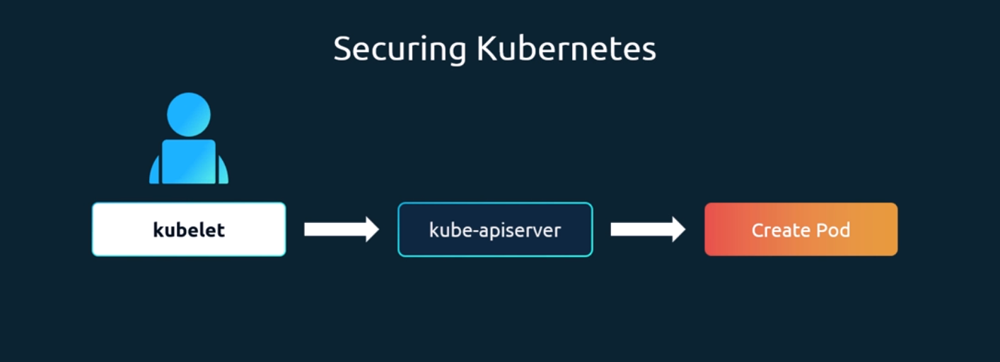 Securing Kubernetes
kubelet
kube-apiserver
Create Pod